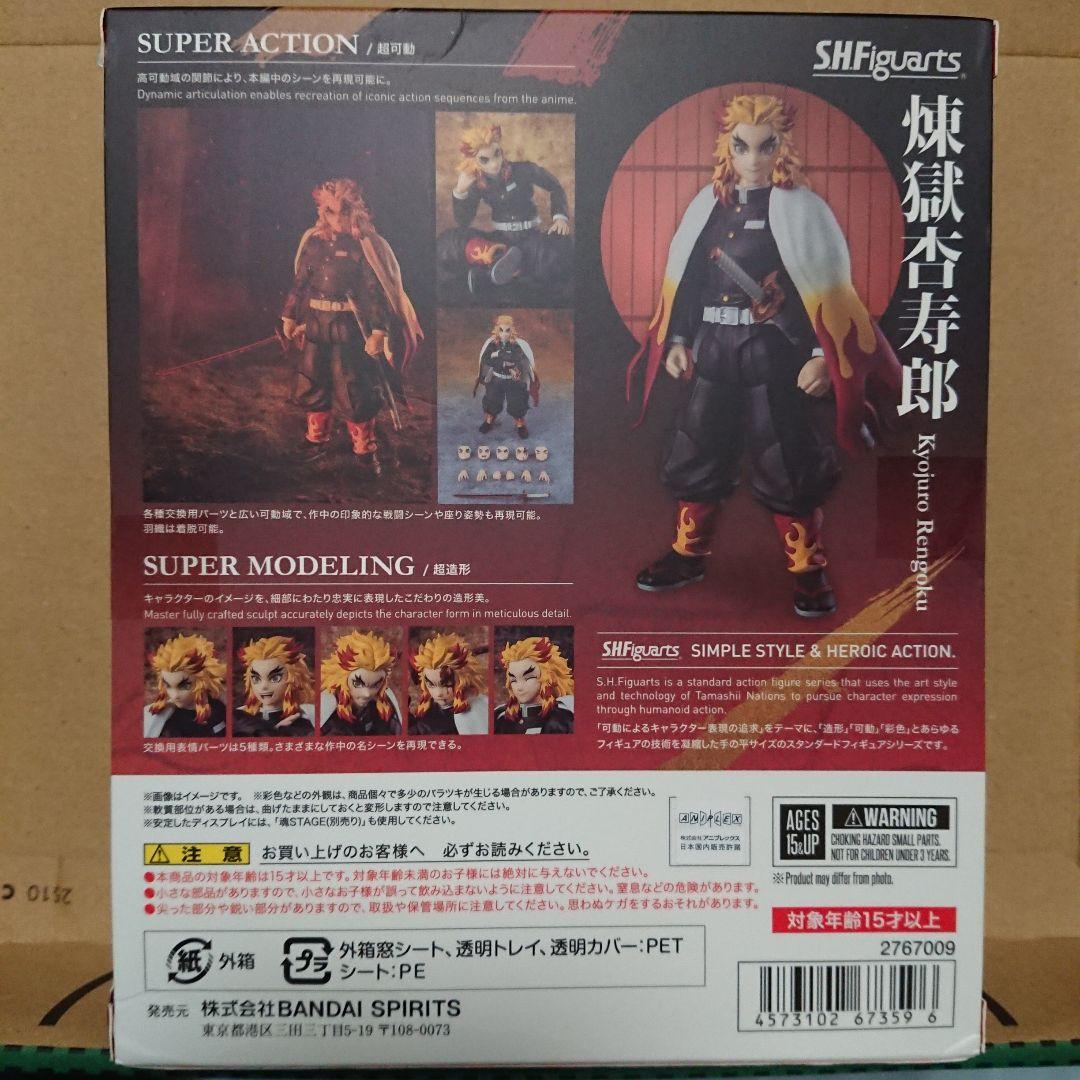 SUPER ACTION / 超可動
高可動域の関節により、本編中のシーンを再現可能に。
Dynamic articulation enables recreation of iconic action sequences from the anime.
各種交換用パーツと広い可動域で、作中の印象的な戦闘シーンや座り姿勢も再現可能。
羽織は着脱可能。
SUPER MODELING / 超造形
キャラクターのイメージを、細部にわたり忠実に表現したこだわりの造形美。
Master fully crafted sculpt accurately depicts the character form in meticulous detail.
交換用表情パーツは5種類。さまざまな作中の名シーンを再現できる。
S.H.Figuarts
煉獄杏寿郎
Kyojuro Rengoku
S.H.Figuarts SIMPLE STYLE & HEROIC ACTION.
S.H.Figuarts is a standard action figure series that uses the art style
and technology of Tamashii Nations to pursue character expression
through humanoid action.
「可動によるキャラクター表現の追求」をテーマに、「造形」「可動」「彩色」とあらゆる
フィギュアの技術を凝縮した手の平サイズのスタンダードフィギュアシリーズです。
※画像はイメージです。 ※彩色などの外観は、商品個々で多少のバラツキが生じる場合がありますので、ご了承ください。
※軟質部位がある場合は、曲げたままにしておくと変形しますので注意してください。
※安定したディスプレイには、「魂STAGE(別売り)」も使用してください。
注意 お買い上げのお客様へ 必ずお読みください。
●本商品の対象年齢は15才以上です。対象年齢未満のお子様には絶対に与えないでください。
●小さな部品がありますので、小さなお子様が誤って飲み込まないように注意してください。窒息などの危険があります。
●尖った部分や鋭い部分がありますので、取扱や保管場所に注意してください。思わぬケガをするおそれがあります。
紙 外箱
プラ 外箱窓シート、透明トレイ、透明カバー:PET
シート:PE
発売元 株式会社BANDAI SPIRITS
東京都港区三田三丁目5-19 〒108-0073
ANIPLEX
株式会社アニプレックス
日本国内販売許諾
AGES
15&UP
WARNING
CHOKING HAZARD SMALL PARTS.
NOT FOR CHILDREN UNDER 3 YEARS.
※Product may differ from photo.
対象年齢15才以上
2767009
4573102 67359 6
2510